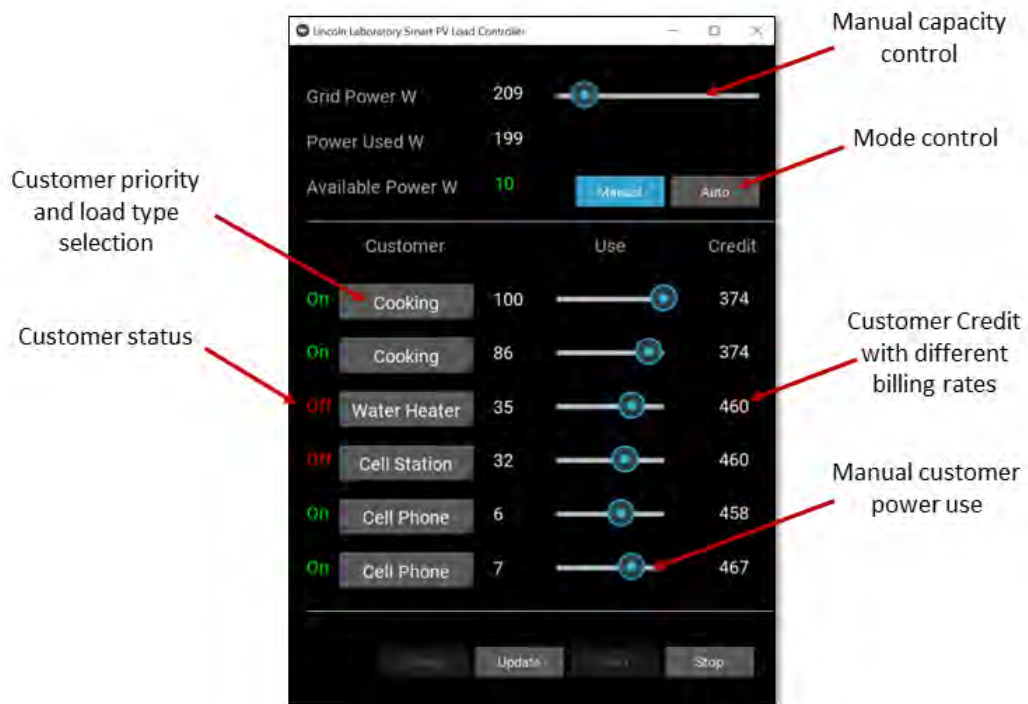 Lincoln Laboratory Smart PV Load Controller
Manual capacity
control
Grid Power W 209
Power Used W 199
Mode control
Available Power W 10 Manual Auto
Customer priority
and load type
selection
Customer Use Credit
On Cooking 100 374
Customer status
On Cooking 86 374
Customer Credit
with different
billing rates
Off Water Heater 35 460
Off Cell Station 32 460
Manual customer
power use
On Cell Phone 6 458
On Cell Phone 7 467
Update Stop